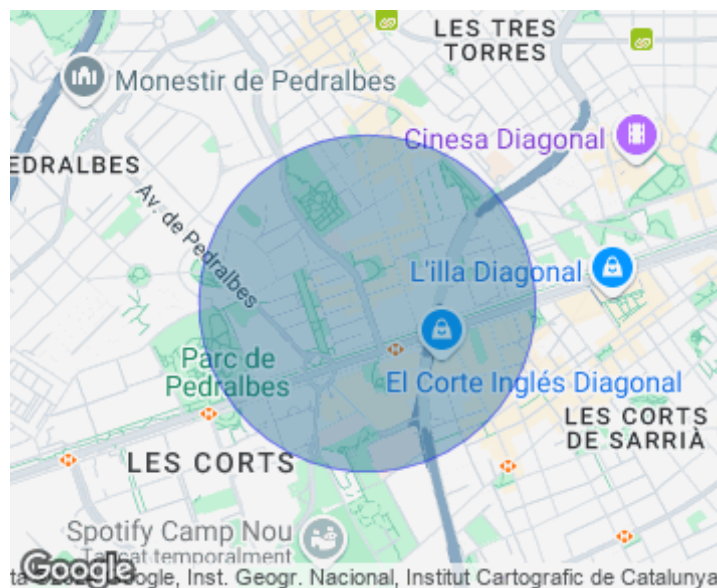 LES TRES
TORRES
Monestir de Pedralbes
Cinesa Diagonal
EDRALBES
Av. de Pedralbes
L'illa Diagonal
Parc de
Pedralbes
El Corte Inglés Diagonal
LES CORTS
DE SARRIÀ
LES CORTS
Spotify Camp Nou
Tancat temporalment
Google
Google, Inst. Geogr. Nacional, Institut Cartografic de Catalunya